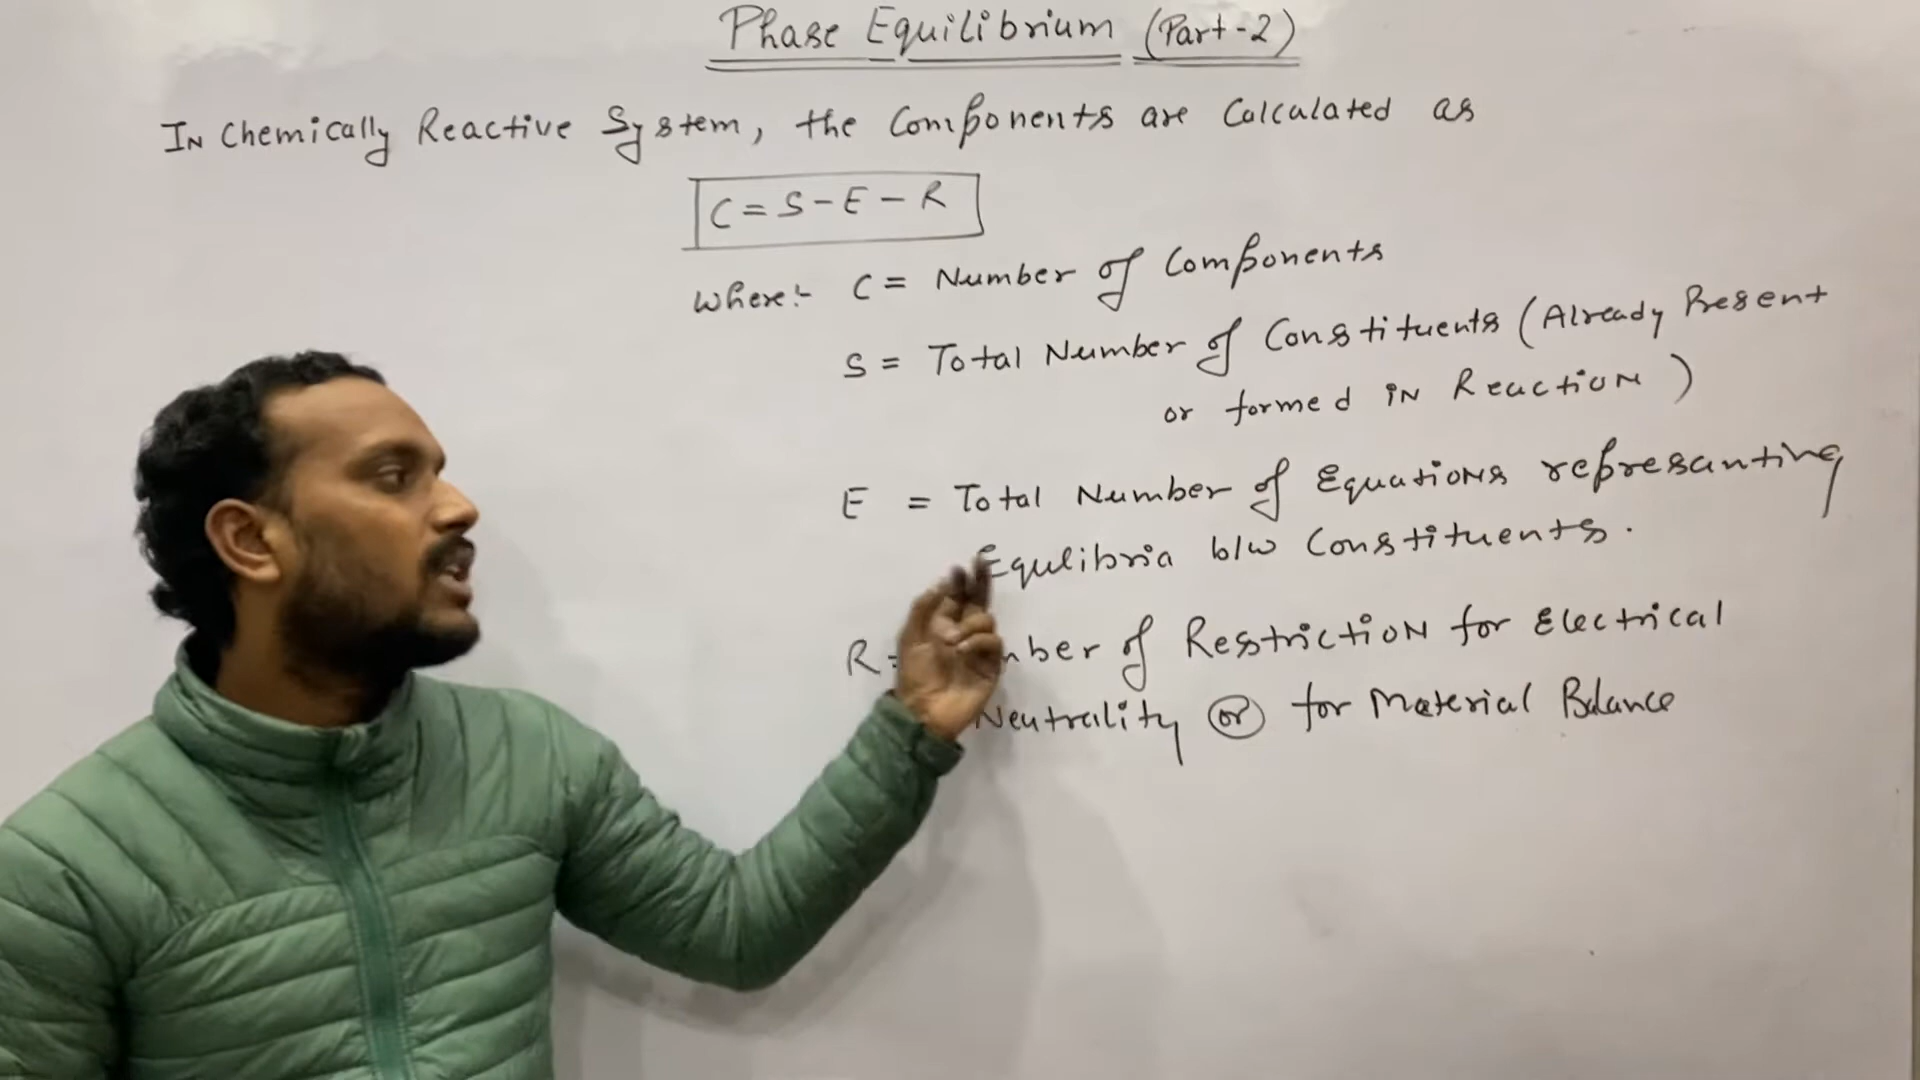 Phase Equilibrium (Part-2)
In Chemically Reactive System, the Components are Calculated as
C = S - E - R
where:- C = Number of Components
S = Total Number of Constituents (Already Present
or formed in Reaction)
E = Total Number of Equations represanting
Equlibria b/w Constituents.
R = of Restriction for Electrical
Neutrality or for Material Balance